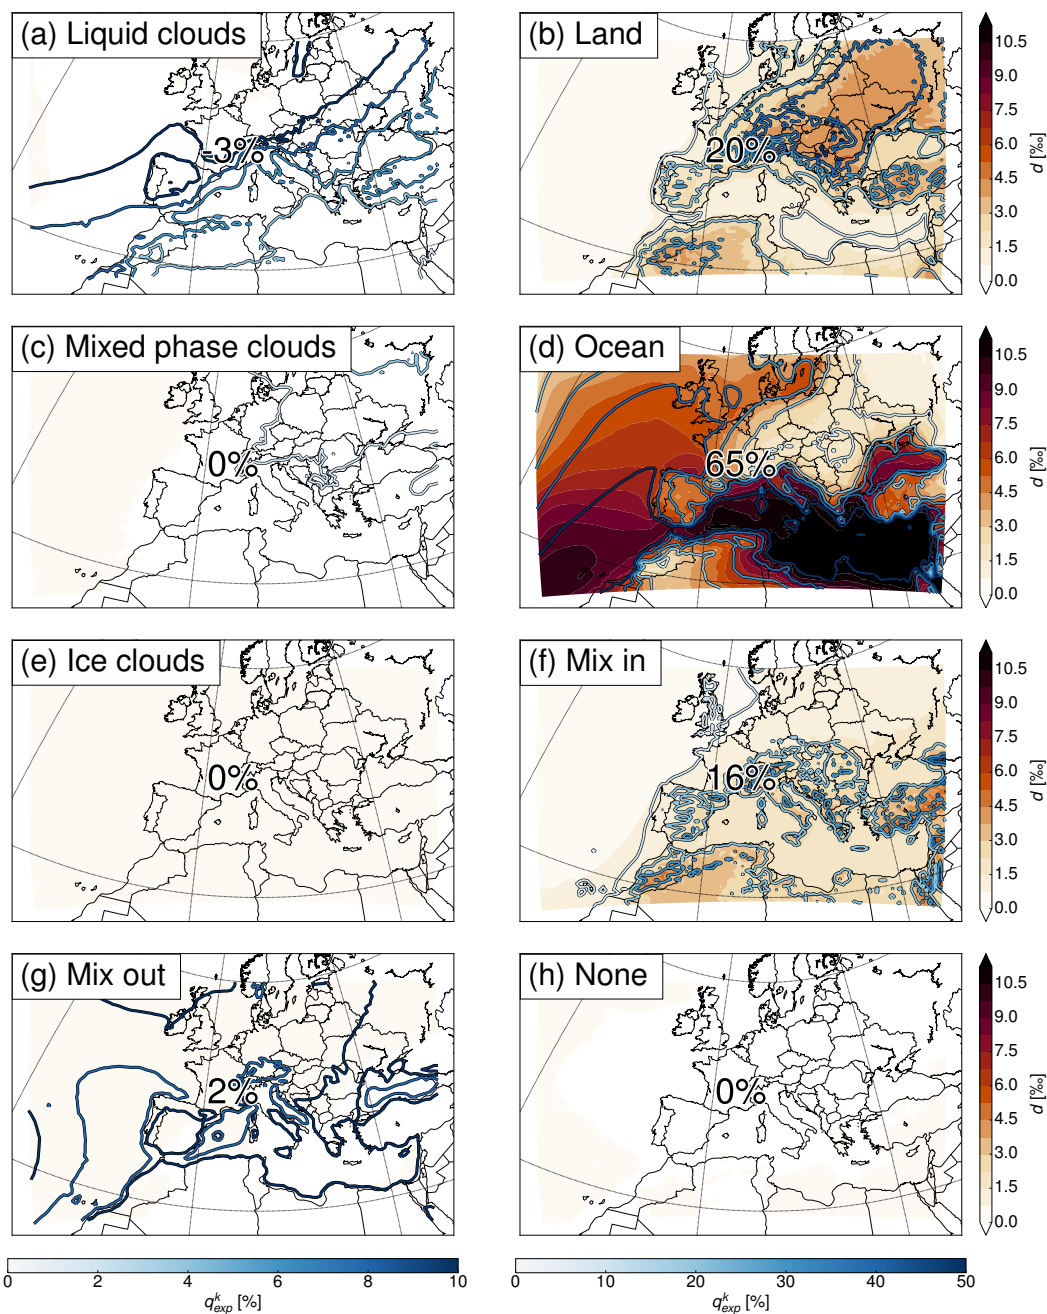 (a) Liquid clouds
-3%
(b) Land
20%
10.5
9.0
7.5
6.0
4.5
3.0
1.5
0.0
d [‰]
(c) Mixed phase clouds
0%
(d) Ocean
65%
10.5
9.0
7.5
6.0
4.5
3.0
1.5
0.0
d [‰]
(e) Ice clouds
0%
(f) Mix in
16%
10.5
9.0
7.5
6.0
4.5
3.0
1.5
0.0
d [‰]
(g) Mix out
2%
(h) None
0%
10.5
9.0
7.5
6.0
4.5
3.0
1.5
0.0
d [‰]
0 2 4 6 8 10
q^k_exp [%]
0 10 20 30 40 50
q^k_exp [%]